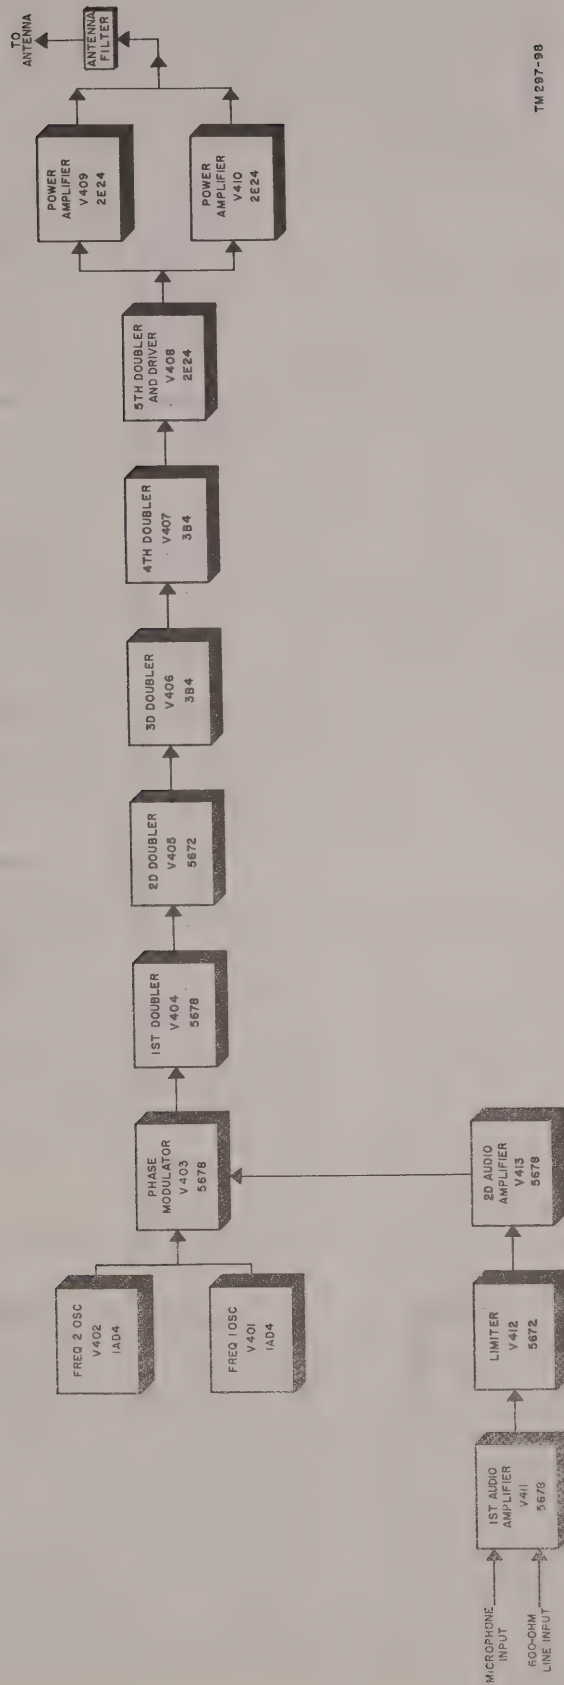 MICROPHONE
INPUT
600-OHM
LINE INPUT
1ST AUDIO
AMPLIFIER
V411
5678
LIMITER
V412
5672
2D AUDIO
AMPLIFIER
V413
5678
FREQ 2 OSC
V402
1AD4
FREQ 1 OSC
V401
1AD4
PHASE
MODULATOR
V403
5678
1ST DOUBLER
V404
5678
2D DOUBLER
V405
5672
3D DOUBLER
V406
3B4
4TH DOUBLER
V407
3B4
5TH DOUBLER
AND DRIVER
V408
2E24
POWER
AMPLIFIER
V409
2E24
POWER
AMPLIFIER
V410
2E24
ANTENNA
FILTER
TO
ANTENNA
TM 297-98